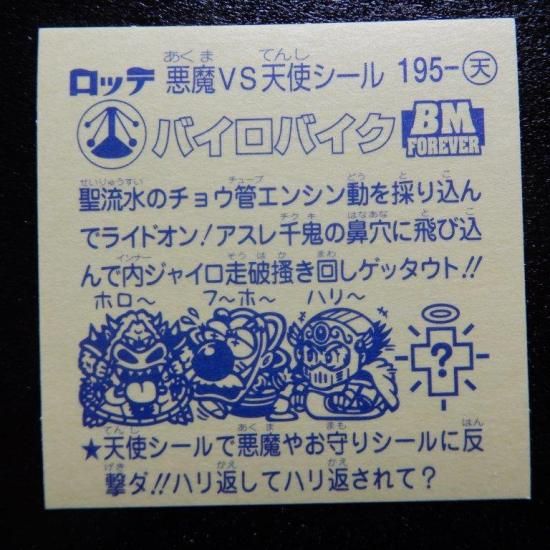 ロッテ 悪魔VS天使シール 195-天
バイロバイク BM FOREVER
聖流水のチョウ管エンシン動を採り込ん
でライドオン!アスレ千鬼の鼻穴に飛び込
んで内ジャイロ走破掻き回しゲッタウト!!
ホロ〜 フ〜ホ〜 ハリ〜
?
★天使シールで悪魔やお守りシールに反
撃ダ!!ハリ返してハリ返されて?